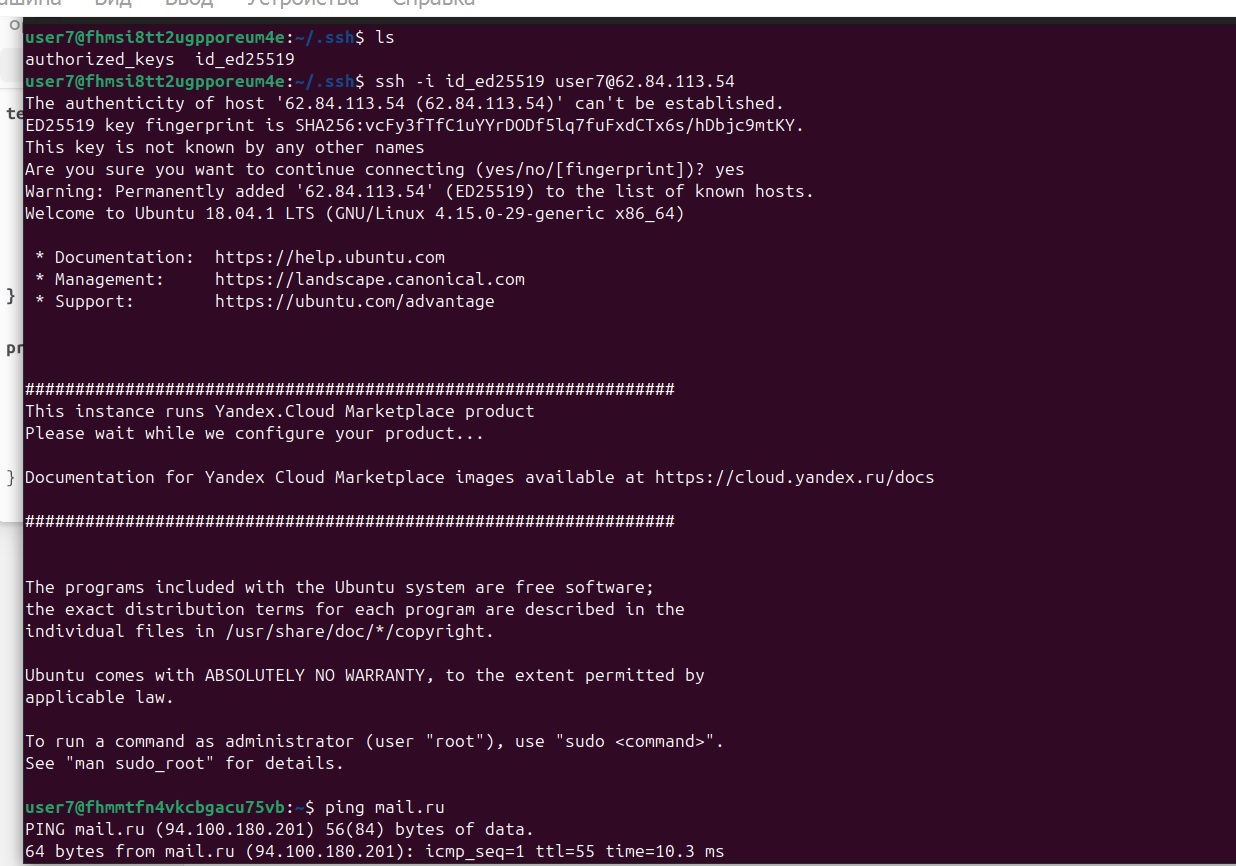 Вид Ввод Устройства Справка
user7@fhmsi8tt2ugpporeum4e:~/.ssh$ ls
authorized_keys  id_ed25519
user7@fhmsi8tt2ugpporeum4e:~/.ssh$ ssh -i id_ed25519 user7@62.84.113.54
The authenticity of host '62.84.113.54 (62.84.113.54)' can't be established.
ED25519 key fingerprint is SHA256:vcFy3fTfC1uYYrDODf5lq7fuFxdCTx6s/hDbjc9mtKY.
This key is not known by any other names
Are you sure you want to continue connecting (yes/no/[fingerprint])? yes
Warning: Permanently added '62.84.113.54' (ED25519) to the list of known hosts.
Welcome to Ubuntu 18.04.1 LTS (GNU/Linux 4.15.0-29-generic x86_64)
 * Documentation:  https://help.ubuntu.com
 * Management:     https://landscape.canonical.com
 * Support:        https://ubuntu.com/advantage
}
#################################################################
This instance runs Yandex.Cloud Marketplace product
Please wait while we configure your product...
} Documentation for Yandex Cloud Marketplace images available at https://cloud.yandex.ru/docs
#################################################################
The programs included with the Ubuntu system are free software;
the exact distribution terms for each program are described in the
individual files in /usr/share/doc/*/copyright.
Ubuntu comes with ABSOLUTELY NO WARRANTY, to the extent permitted by
applicable law.
To run a command as administrator (user "root"), use "sudo <command>".
See "man sudo_root" for details.
user7@fhmmtfn4vkcbgacu75vb:~$ ping mail.ru
PING mail.ru (94.100.180.201) 56(84) bytes of data.
64 bytes from mail.ru (94.100.180.201): icmp_seq=1 ttl=55 time=10.3 ms